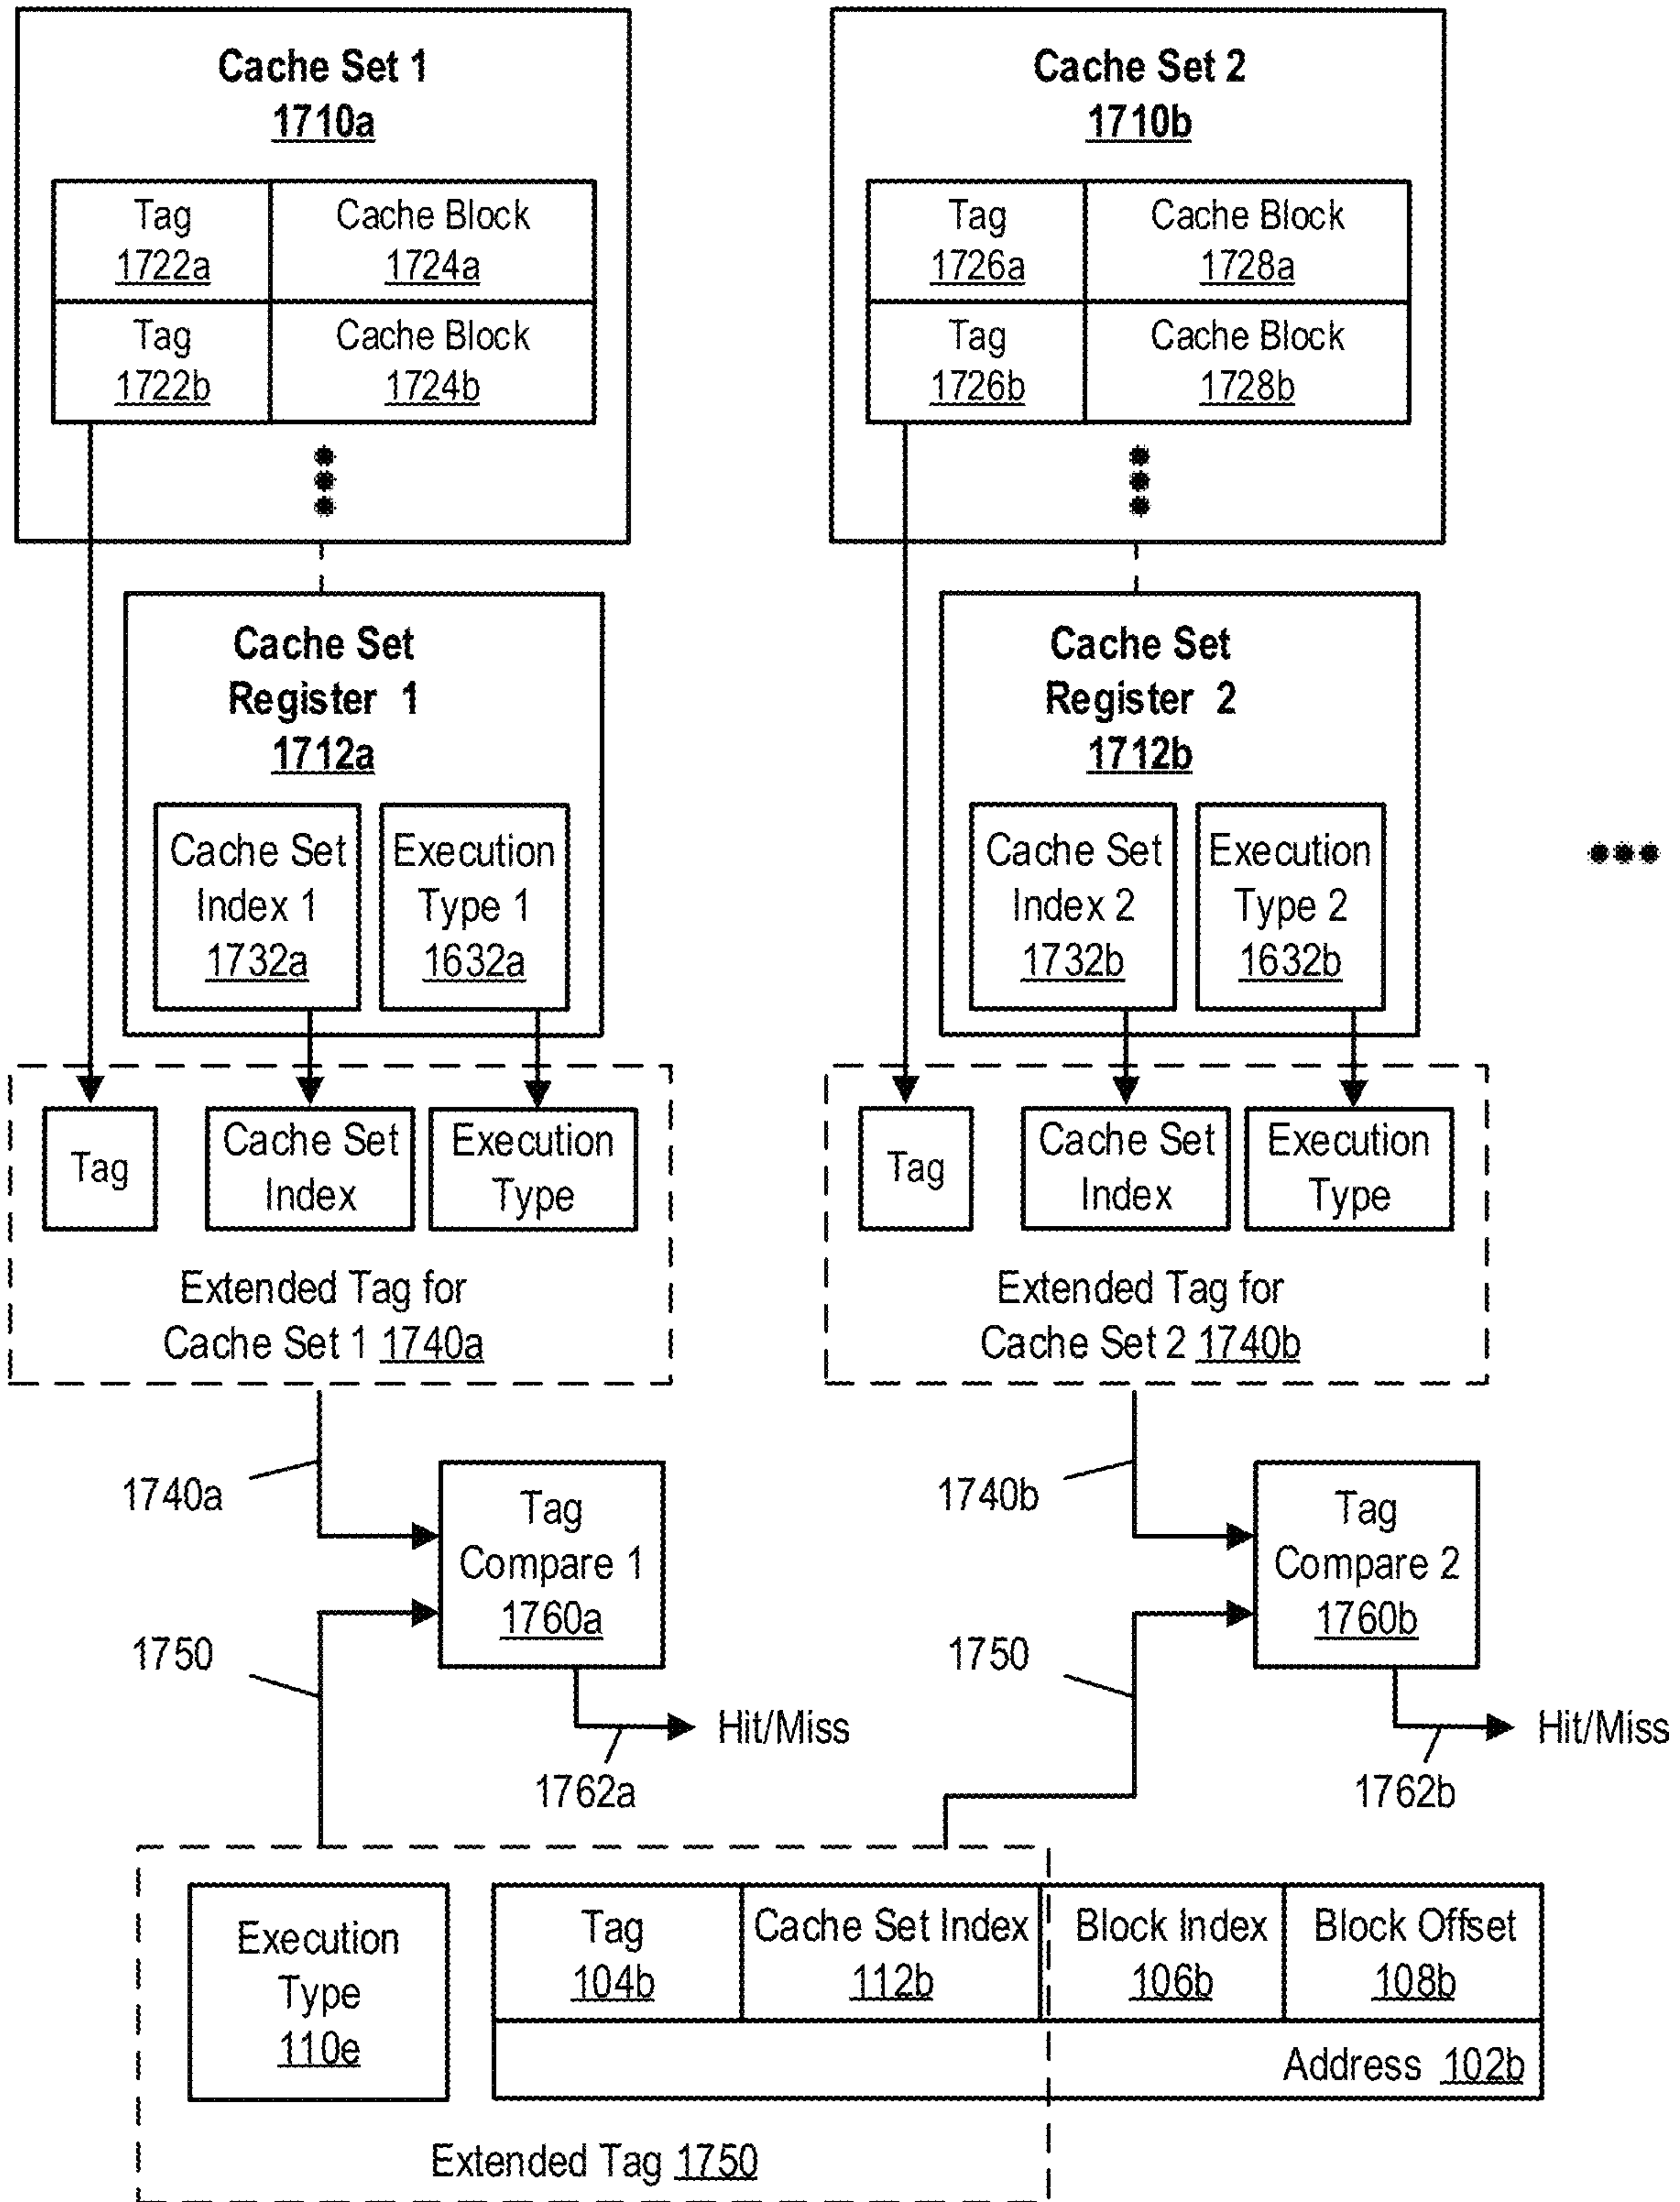 Cache Set 1
1710a
Tag
1722a
Cache Block
1724a
Tag
1722b
Cache Block
1724b
Cache Set 2
1710b
Tag
1726a
Cache Block
1728a
Tag
1726b
Cache Block
1728b
Cache Set
Register 1
1712a
Cache Set
Index 1
1732a
Execution
Type 1
1632a
Cache Set
Register 2
1712b
Cache Set
Index 2
1732b
Execution
Type 2
1632b
Tag
Cache Set
Index
Execution
Type
Extended Tag for
Cache Set 1 1740a
Tag
Cache Set
Index
Execution
Type
Extended Tag for
Cache Set 2 1740b
1740a
Tag
Compare 1
1760a
1750
Hit/Miss
1762a
1740b
Tag
Compare 2
1760b
1750
Hit/Miss
1762b
Execution
Type
110e
Tag
104b
Cache Set Index
112b
Block Index
106b
Block Offset
108b
Address 102b
Extended Tag 1750